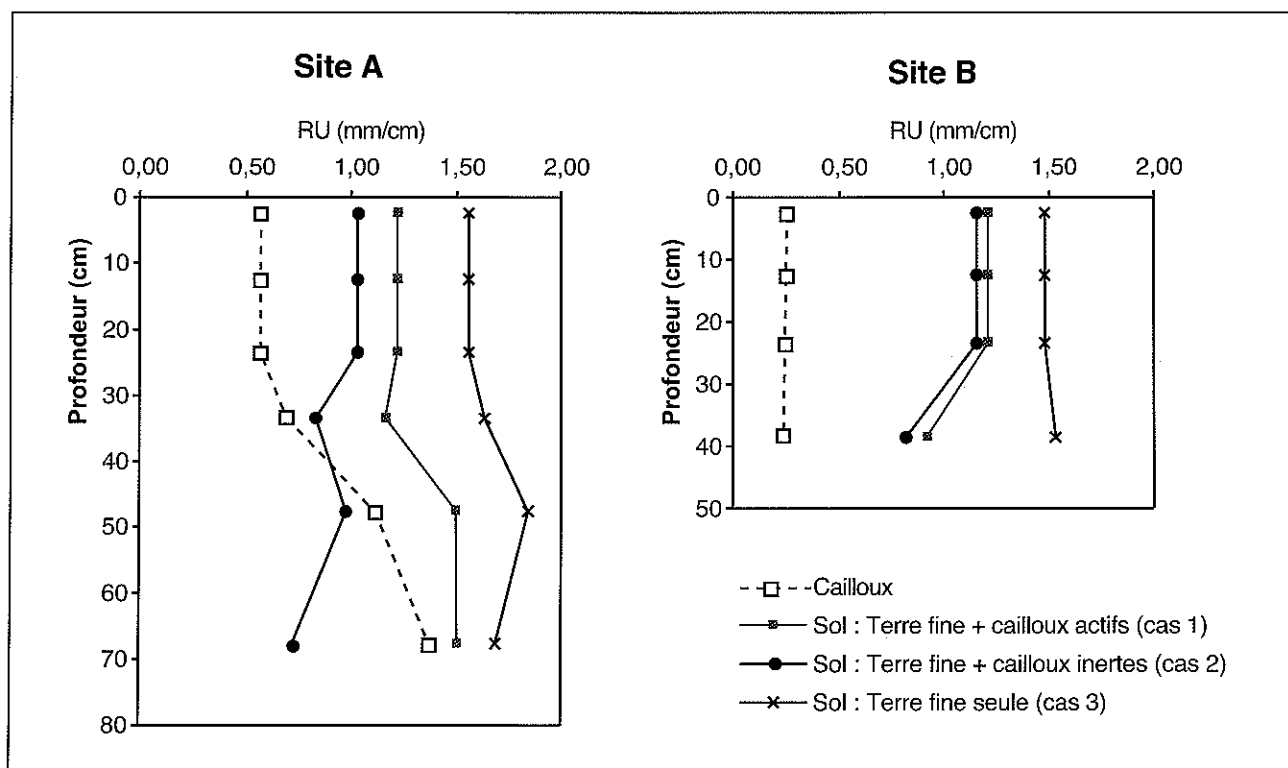 Site A
RU (mm/cm)
0,00 0,50 1,00 1,50 2,00
Profondeur (cm)
0
10
20
30
40
50
60
70
80
Site B
RU (mm/cm)
0,00 0,50 1,00 1,50 2,00
Profondeur (cm)
0
10
20
30
40
50
Cailloux
Sol : Terre fine + cailloux actifs (cas 1)
Sol : Terre fine + cailloux inertes (cas 2)
Sol : Terre fine seule (cas 3)